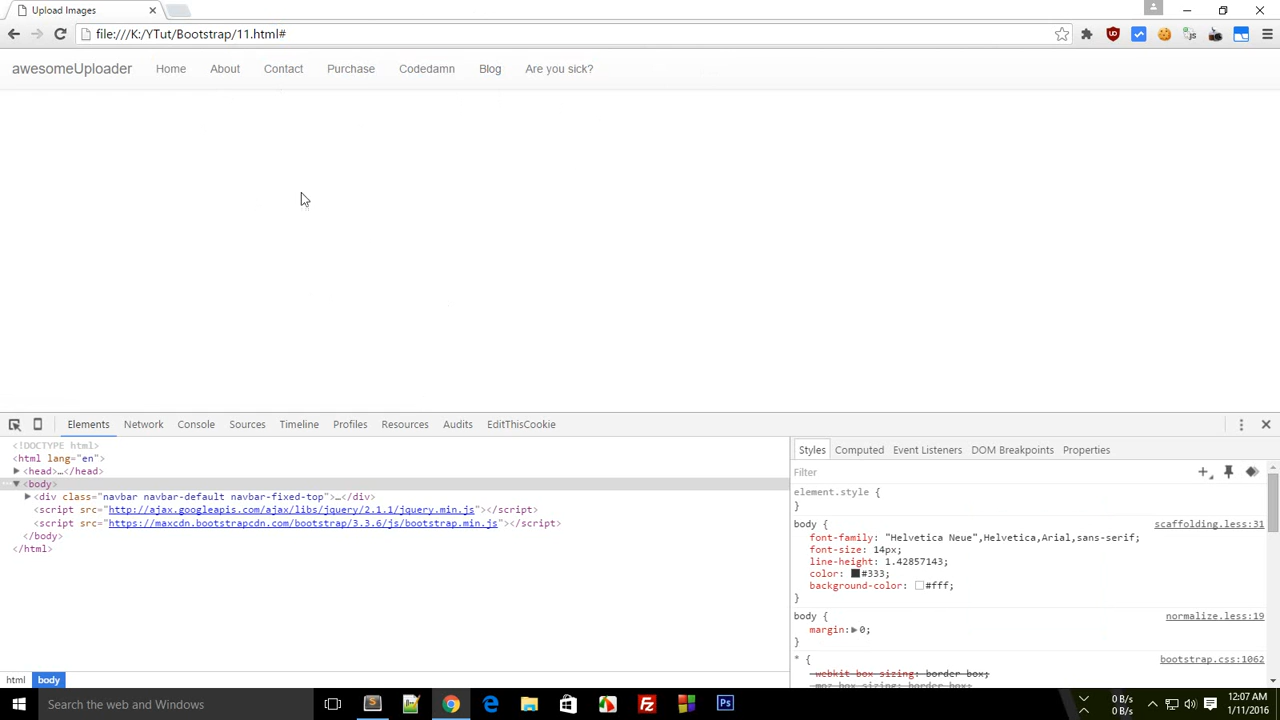 Upload Images
file:///K:/YTut/Bootstrap/11.html#
awesomeUploader Home About Contact Purchase Codedamn Blog Are you sick?
Elements Network Console Sources Timeline Profiles Resources Audits EditThisCookie
<!DOCTYPE html>
<html lang="en">
<head>…</head>
<body>
<div class="navbar navbar-default navbar-fixed-top">…</div>
<script src="http://ajax.googleapis.com/ajax/libs/jquery/2.1.1/jquery.min.js"></script>
<script src="https://maxcdn.bootstrapcdn.com/bootstrap/3.3.6/js/bootstrap.min.js"></script>
</body>
</html>
html body
Styles Computed Event Listeners DOM Breakpoints Properties
Filter
element.style {
}
body { scaffolding.less:31
font-family: "Helvetica Neue",Helvetica,Arial,sans-serif;
font-size: 14px;
line-height: 1.42857143;
color: #333;
background-color: #fff;
}
body { normalize.less:19
margin: 0;
}
* { bootstrap.css:1062
-webkit-box-sizing: border-box;
-moz-box-sizing: border-box;
Search the web and Windows
0 B/s
0 B/s
12:07 AM
1/11/2016